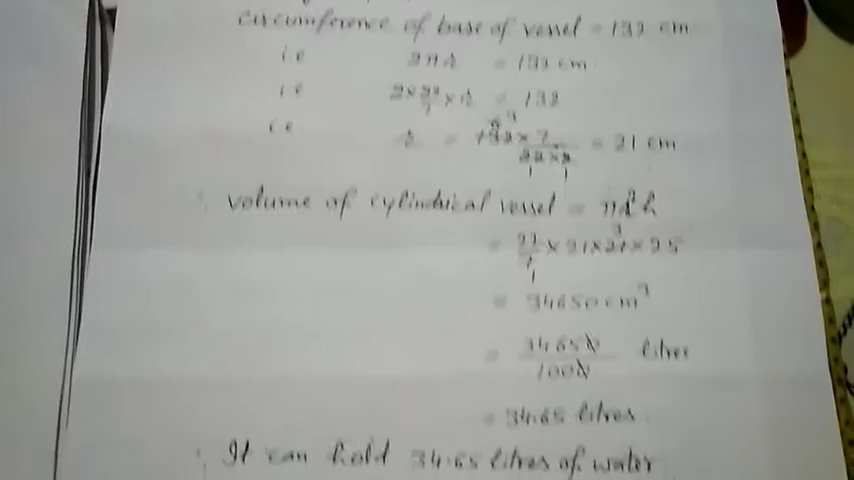 circumference of base of vessel = 132 cm
i.e 2πr = 132 cm.
i.e 2×22/7×r = 132
i.e. r = 132×7/22×2 = 21 cm
∴ volume of cylindrical vessel = πr²h
= 22/7×21×21×25
= 34650 cm³
= 34650/1000 litres
= 34.65 litres.
∴ It can hold 34.65 litres of water